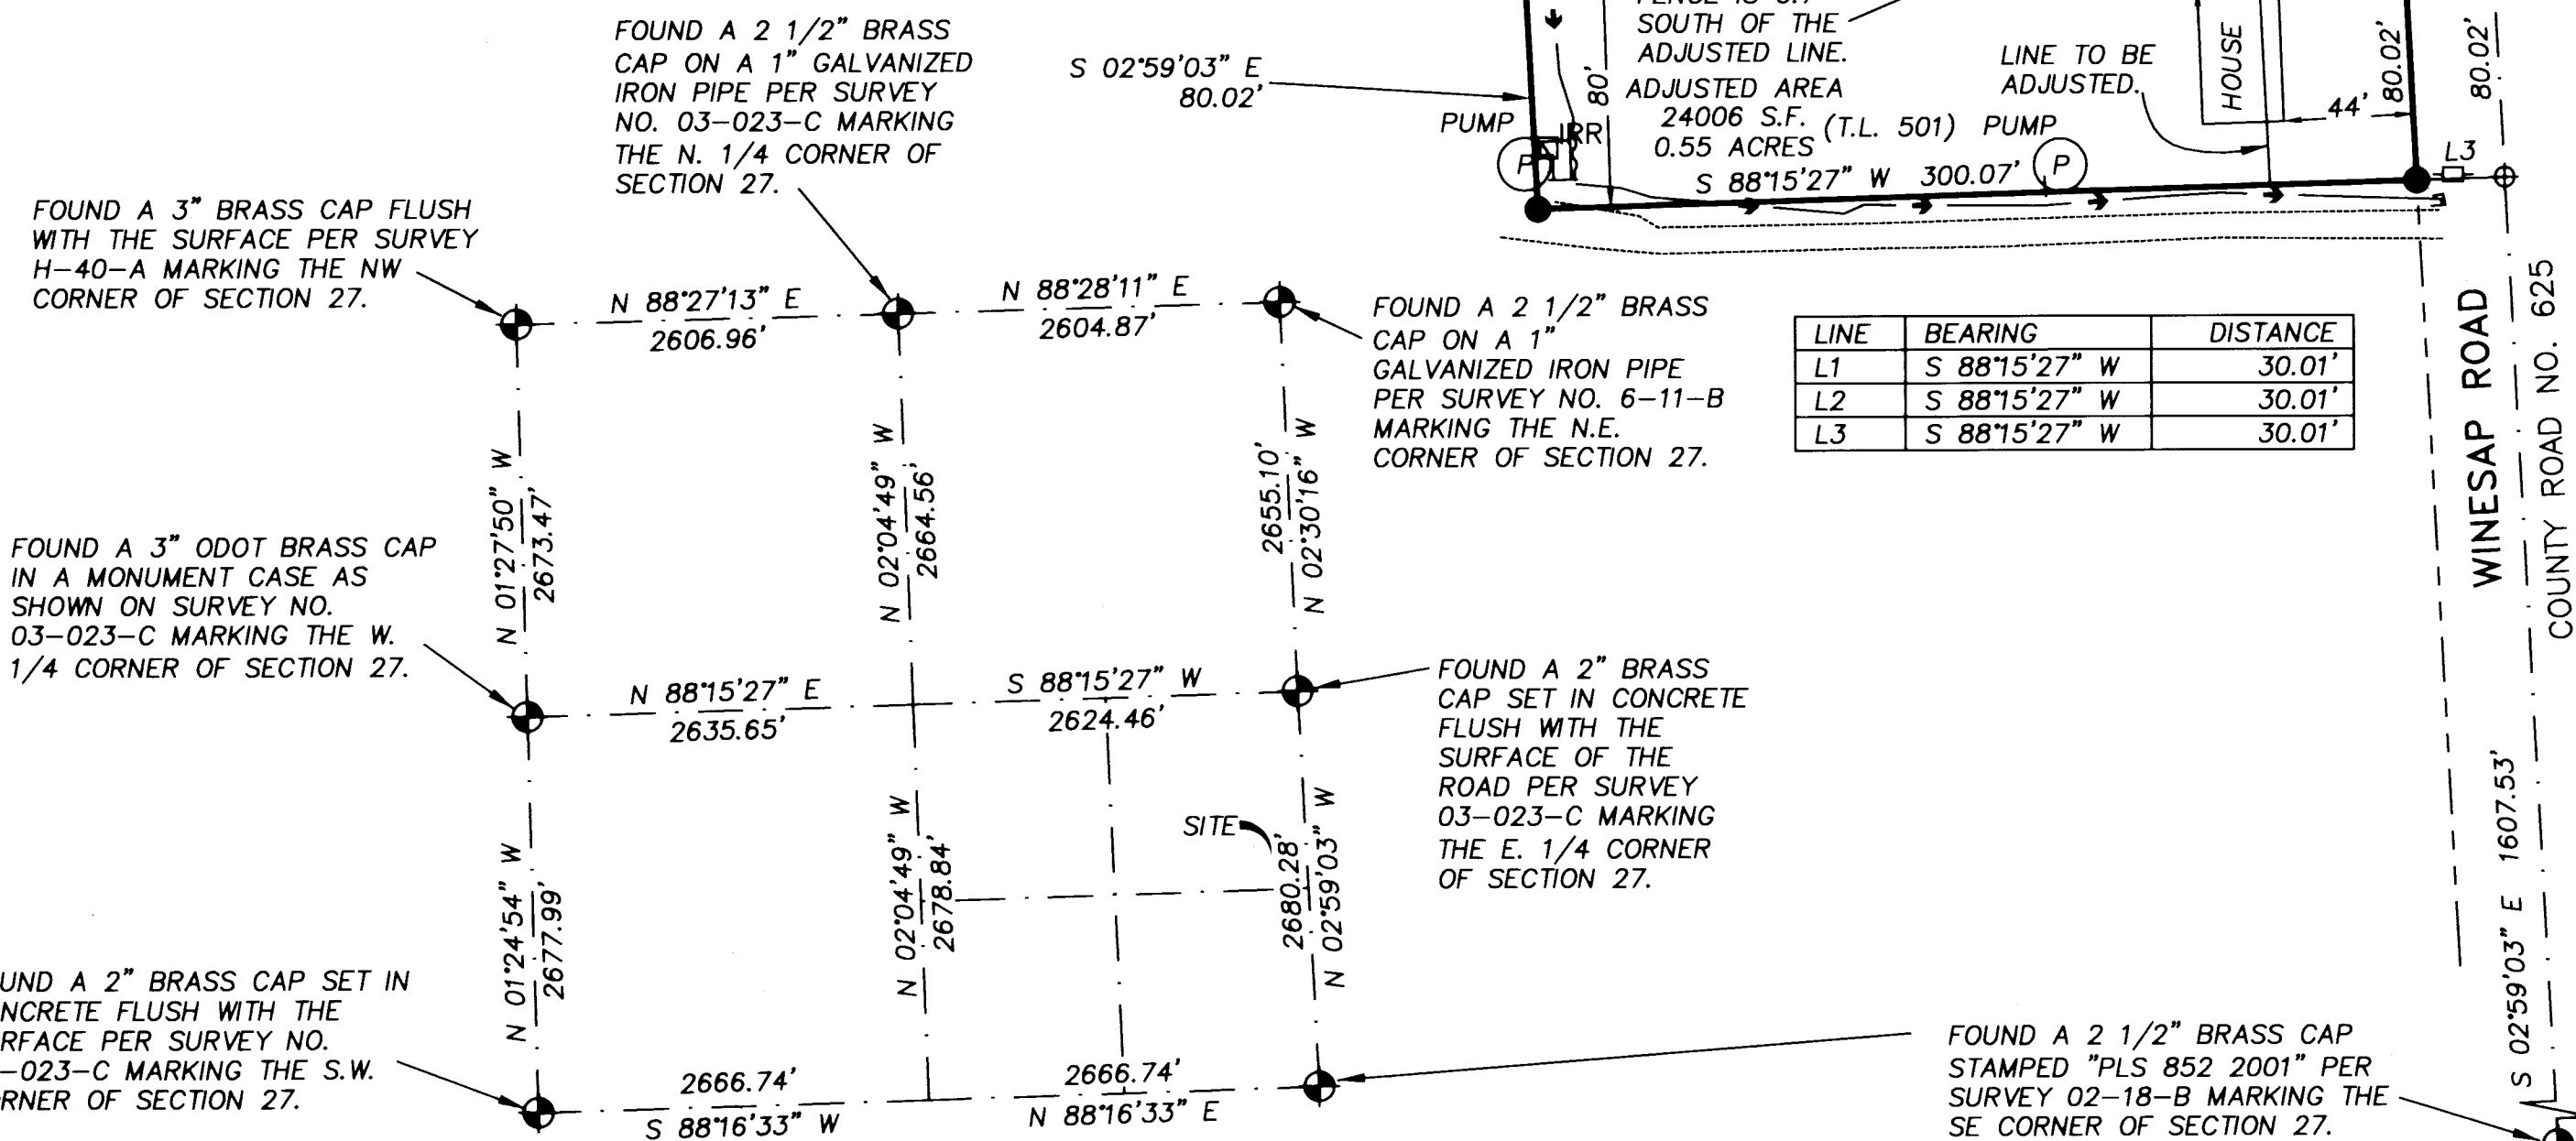 FOUND A 2 1/2" BRASS
CAP ON A 1" GALVANIZED
IRON PIPE PER SURVEY
NO. 03-023-C MARKING
THE N. 1/4 CORNER OF
SECTION 27.
S 02°59'03" E
80.02'
SOUTH OF THE
ADJUSTED LINE.
ADJUSTED AREA
24006 S.F.
0.55 ACRES
(T.L. 501)
PUMP
PUMP
IRR
P
P
80'
S 88°15'27" W 300.07'
LINE TO BE
ADJUSTED.
HOUSE
44'
80.02'
80.02'
L3
FOUND A 3" BRASS CAP FLUSH
WITH THE SURFACE PER SURVEY
H-40-A MARKING THE NW
CORNER OF SECTION 27.
N 88°27'13" E
2606.96'
N 88°28'11" E
2604.87'
FOUND A 2 1/2" BRASS
CAP ON A 1"
GALVANIZED IRON PIPE
PER SURVEY NO. 6-11-B
MARKING THE N.E.
CORNER OF SECTION 27.
LINE BEARING DISTANCE
L1 S 88°15'27" W 30.01'
L2 S 88°15'27" W 30.01'
L3 S 88°15'27" W 30.01'
WINESAP ROAD
COUNTY ROAD NO. 625
N 01°27'50" W
2673.47'
N 02°04'49" W
2664.56'
2655.10'
N 02°30'16" W
FOUND A 3" ODOT BRASS CAP
IN A MONUMENT CASE AS
SHOWN ON SURVEY NO.
03-023-C MARKING THE W.
1/4 CORNER OF SECTION 27.
N 88°15'27" E
2635.65'
S 88°15'27" W
2624.46'
FOUND A 2" BRASS
CAP SET IN CONCRETE
FLUSH WITH THE
SURFACE OF THE
ROAD PER SURVEY
03-023-C MARKING
THE E. 1/4 CORNER
OF SECTION 27.
SITE
N 01°24'54" W
2677.99'
N 02°04'49" W
2678.84'
2680.28'
N 02°59'03" W
S 02°59'03" E 1607.53'
UND A 2" BRASS CAP SET IN
NCRETE FLUSH WITH THE
RFACE PER SURVEY NO.
-023-C MARKING THE S.W.
RNER OF SECTION 27.
2666.74'
S 88°16'33" W
2666.74'
N 88°16'33" E
FOUND A 2 1/2" BRASS CAP
STAMPED "PLS 852 2001" PER
SURVEY 02-18-B MARKING THE
SE CORNER OF SECTION 27.